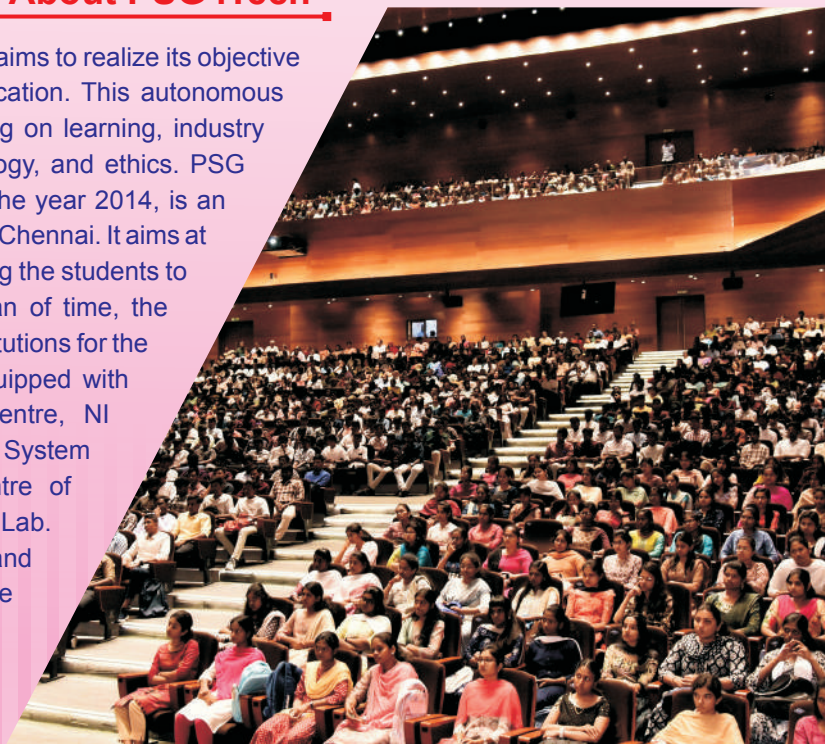 About PSG iTech
aims to realize its objective
cation. This autonomous
g on learning, industry
ogy, and ethics. PSG
he year 2014, is an
Chennai. It aims at
g the students to
an of time, the
utions for the
uipped with
entre, NI
System
tre of
Lab.
and
e